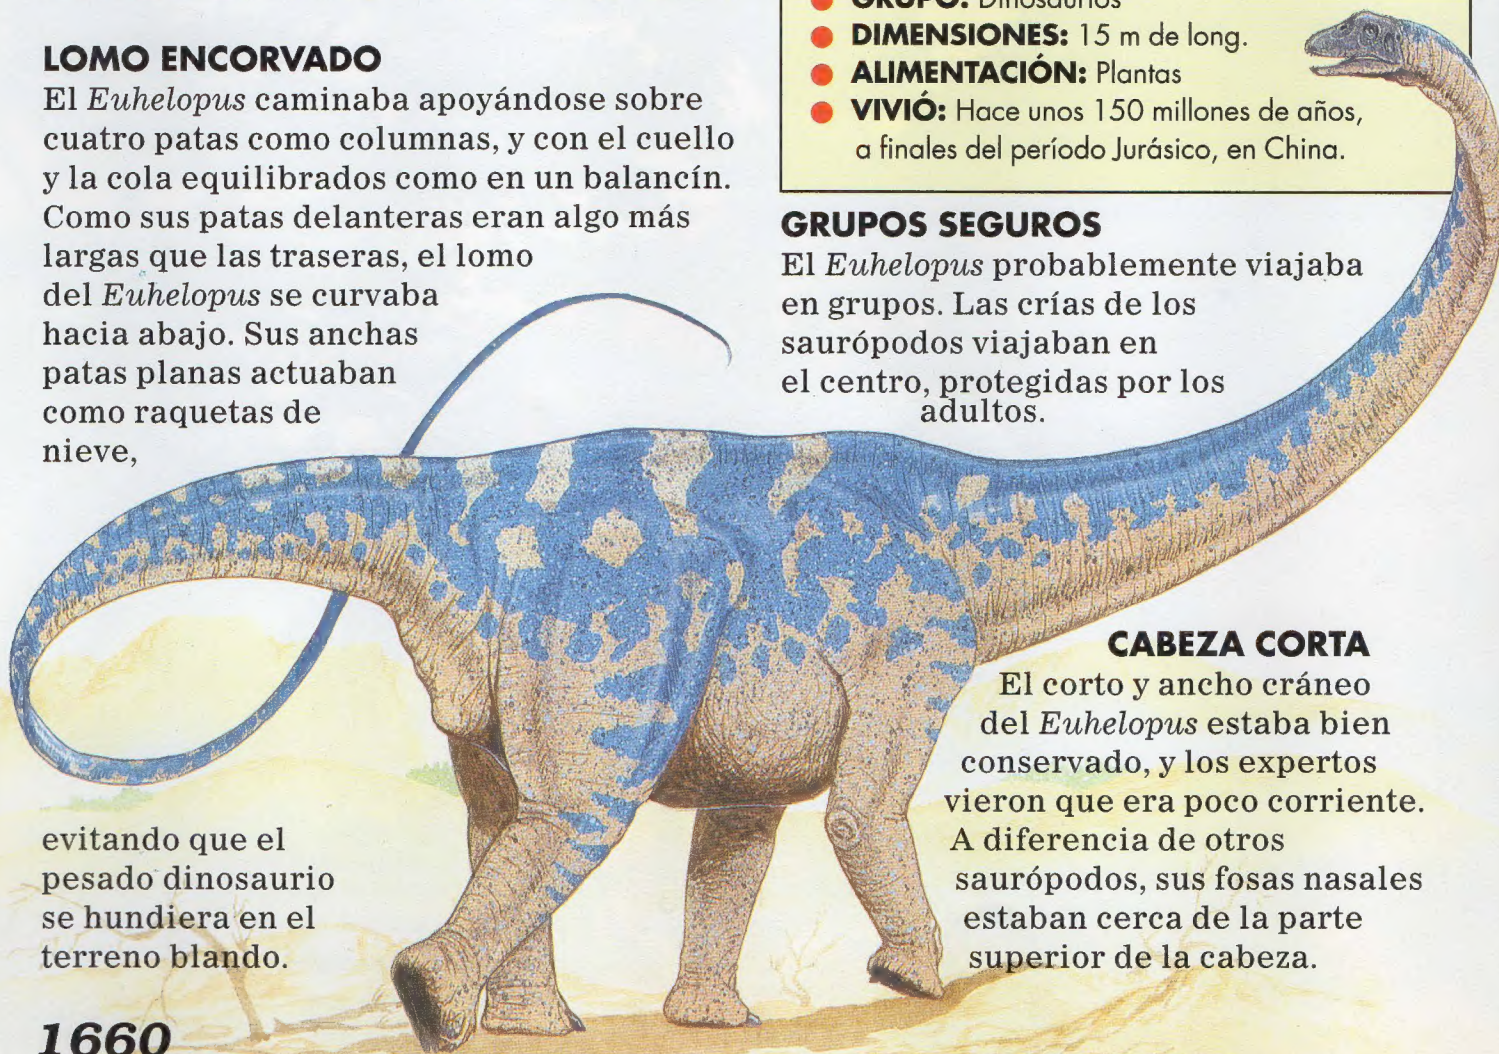 LOMO ENCORVADO
El Euhelopus caminaba apoyándose sobre
cuatro patas como columnas, y con el cuello
y la cola equilibrados como en un balancín.
Como sus patas delanteras eran algo más
largas que las traseras, el lomo
del Euhelopus se curvaba
hacia abajo. Sus anchas
patas planas actuaban
como raquetas de
nieve,
evitando que el
pesado dinosaurio
se hundiera en el
terreno blando.
1660
GRUPO: Dinosaurios
DIMENSIONES: 15 m de long.
ALIMENTACIÓN: Plantas
VIVIÓ: Hace unos 150 millones de años,
a finales del período Jurásico, en China.
GRUPOS SEGUROS
El Euhelopus probablemente viajaba
en grupos. Las crías de los
saurópodos viajaban en
el centro, protegidas por los
adultos.
CABEZA CORTA
El corto y ancho cráneo
del Euhelopus estaba bien
conservado, y los expertos
vieron que era poco corriente.
A diferencia de otros
saurópodos, sus fosas nasales
estaban cerca de la parte
superior de la cabeza.